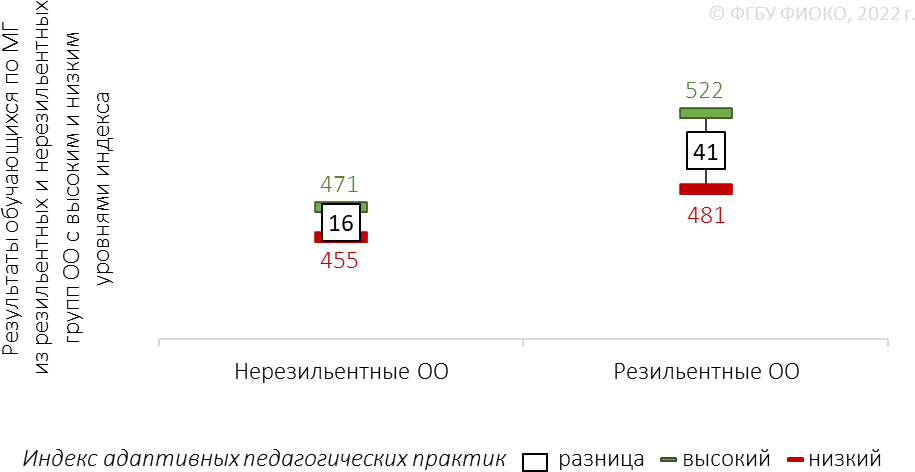 © ФГБУ ФИОКО, 2022 г.
Результаты обучающихся по МГ
из резильентных и нерезильентных
групп ОО с высоким и низким
уровнями индекса
522
41
481
471
16
455
Нерезильентные ОО
Резильентные ОО
Индекс адаптивных педагогических практик разница высокий низкий